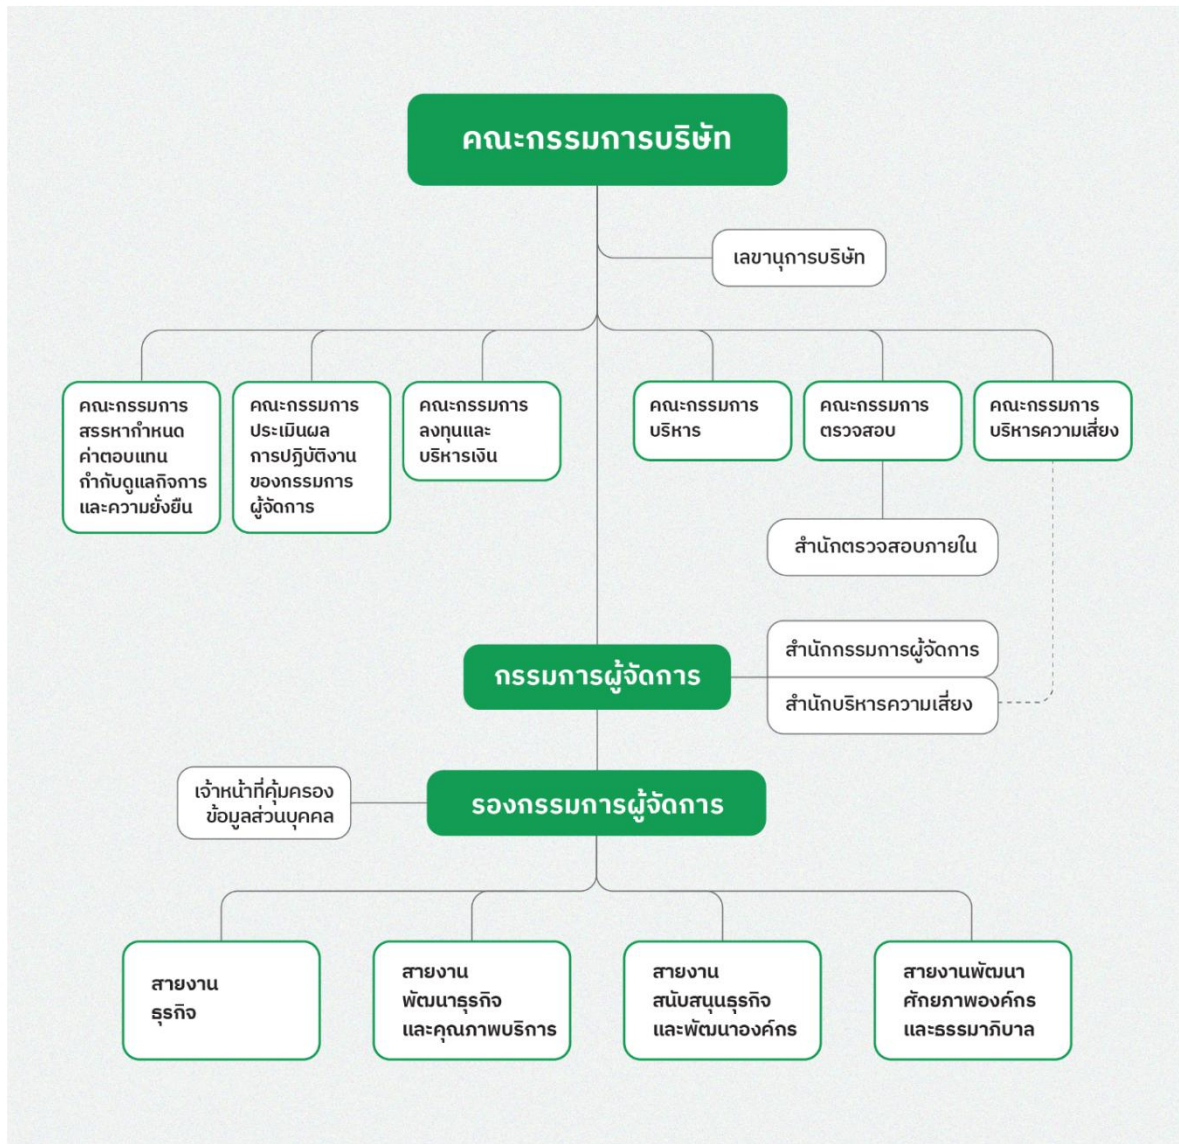 คณะกรรมการบริษัท
เลขานุการบริษัท
คณะกรรมการ
สรรหากำหนด
ค่าตอบแทน
กำกับดูแลกิจการ
และความยั่งยืน
คณะกรรมการ
ประเมินผล
การปฏิบัติงาน
ของกรรมการ
ผู้จัดการ
คณะกรรมการ
ลงทุนและ
บริหารเงิน
คณะกรรมการ
บริหาร
คณะกรรมการ
ตรวจสอบ
คณะกรรมการ
บริหารความเสี่ยง
สำนักตรวจสอบภายใน
กรรมการผู้จัดการ
สำนักกรรมการผู้จัดการ
สำนักบริหารความเสี่ยง
เจ้าหน้าที่คุ้มครอง
ข้อมูลส่วนบุคคล
รองกรรมการผู้จัดการ
สายงาน
ธุรกิจ
สายงาน
พัฒนาธุรกิจ
และคุณภาพบริการ
สายงาน
สนับสนุนธุรกิจ
และพัฒนาองค์กร
สายงานพัฒนา
ศักยภาพองค์กร
และธรรมาภิบาล